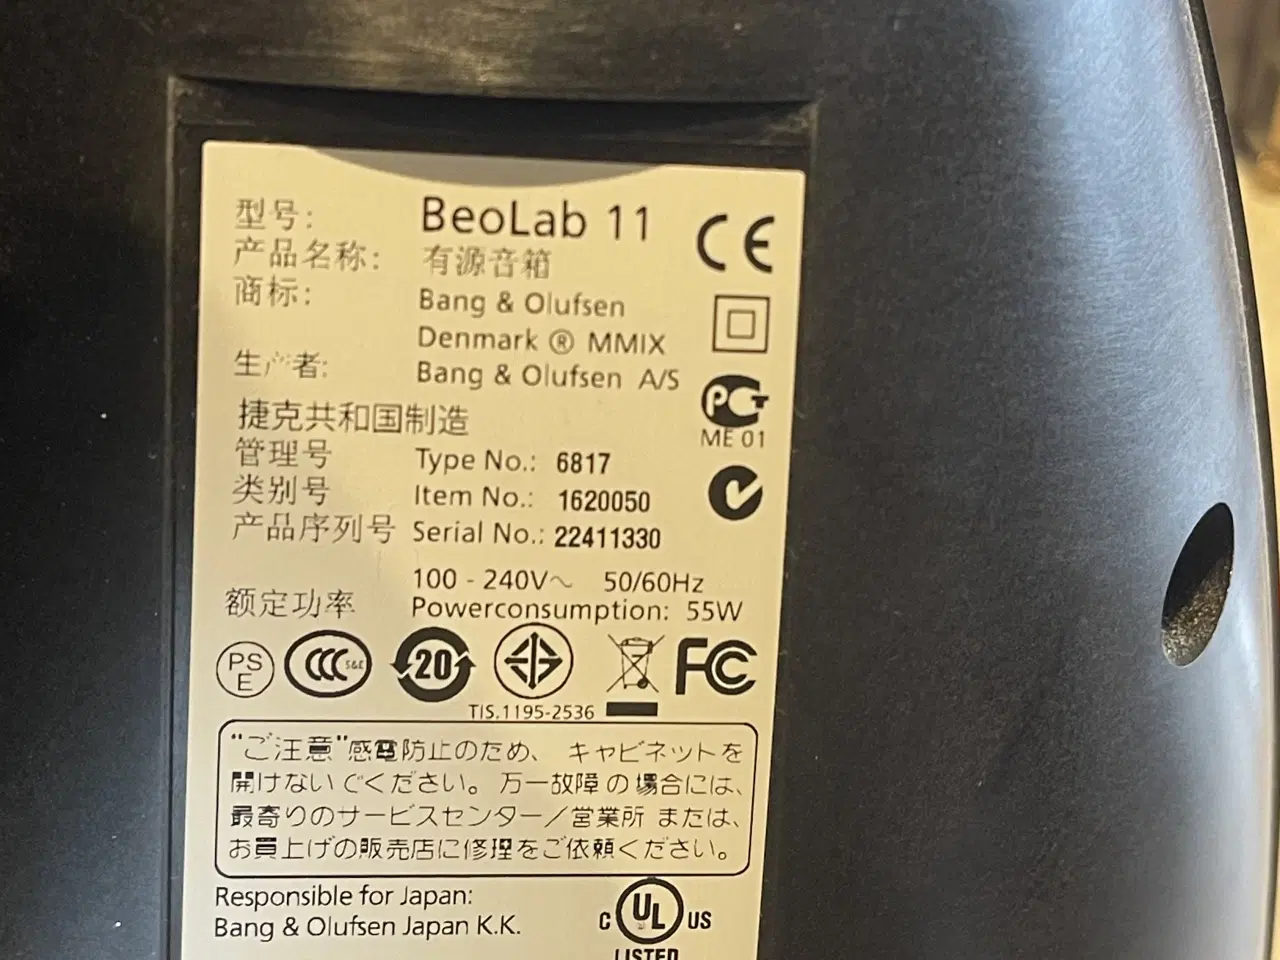 型号: BeoLab 11 CE
产品名称: 有源音箱
商标: Bang & Olufsen
Denmark ® MMIX
生产者: Bang & Olufsen A/S
PCT
ME 01
捷克共和国制造
管理号 Type No.: 6817
类别号 Item No.: 1620050
产品序列号 Serial No.: 22411330
100 - 240V~ 50/60Hz
额定功率 Powerconsumption: 55W
PS E CCC S&E 20 FC
TIS.1195-2536
"ご注意"感電防止のため、キャビネットを
開けないでください。万一故障の場合には、
最寄りのサービスセンター/営業所 または、
お買上げの販売店に修理をご依頼ください。
Responsible for Japan:
Bang & Olufsen Japan K.K.
C UL US
LISTED